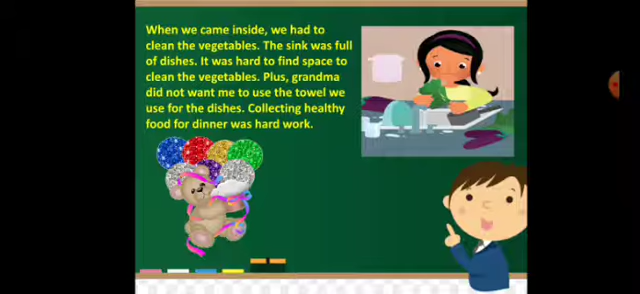 When we came inside, we had to
clean the vegetables. The sink was full
of dishes. It was hard to find space to
clean the vegetables. Plus, grandma
did not want me to use the towel we
use for the dishes. Collecting healthy
food for dinner was hard work.